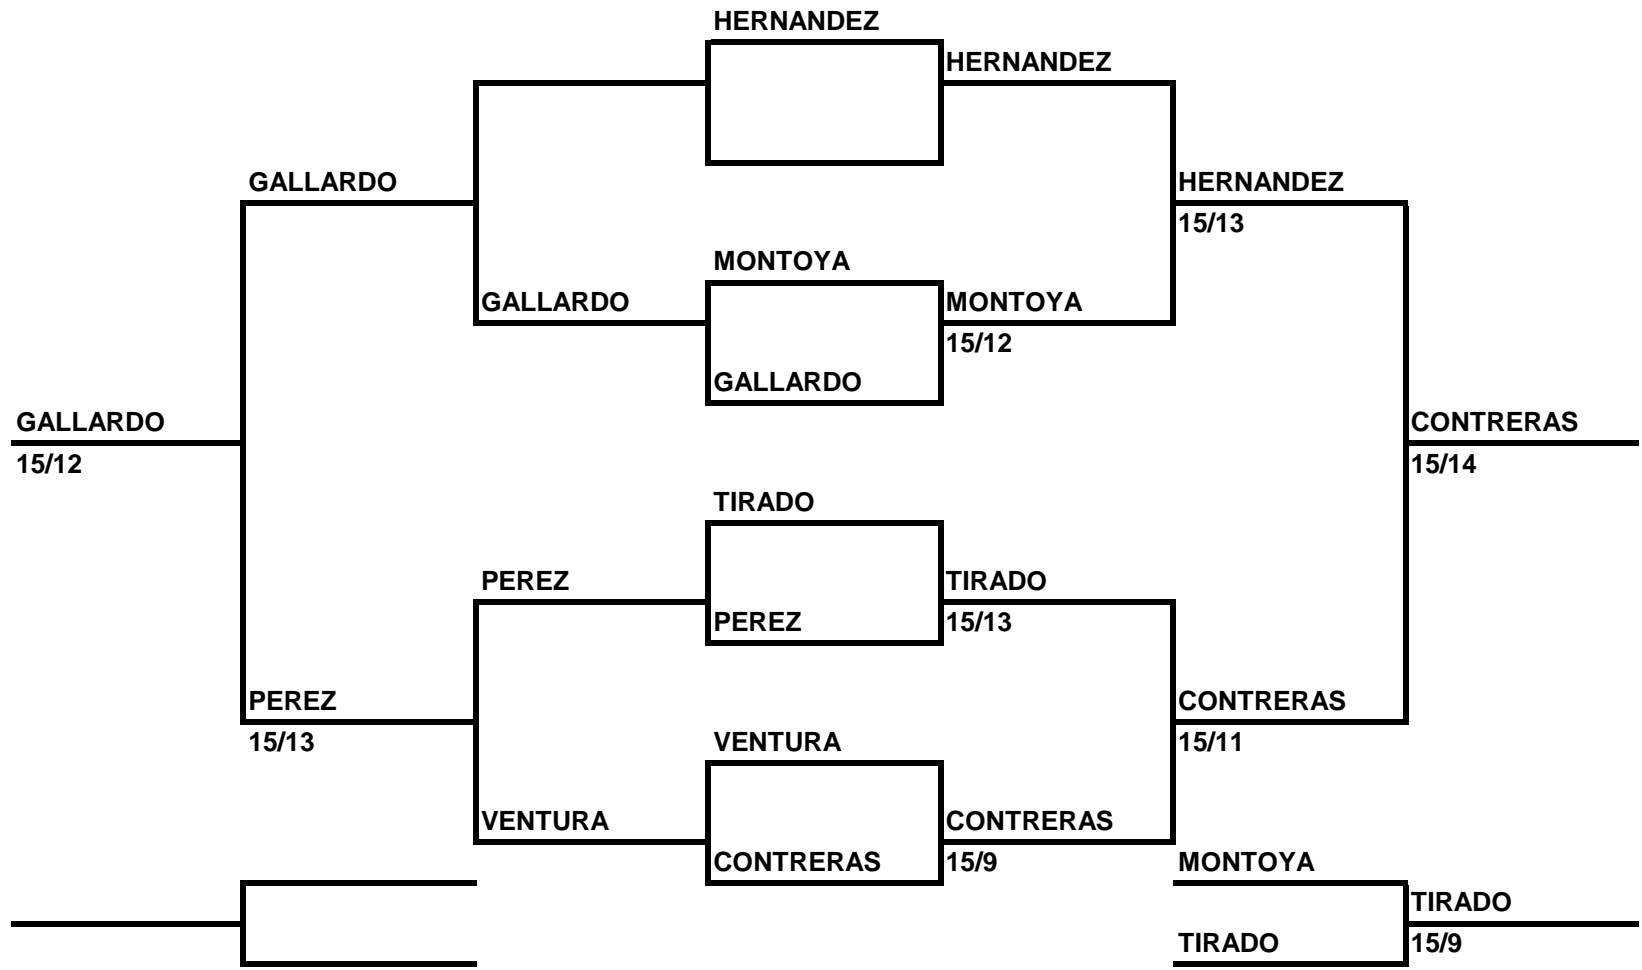 HERNANDEZ
HERNANDEZ
GALLARDO
HERNANDEZ
15/13
MONTOYA
GALLARDO
MONTOYA
15/12
GALLARDO
GALLARDO
CONTRERAS
15/12
15/14
TIRADO
PEREZ
TIRADO
PEREZ
15/13
PEREZ
CONTRERAS
15/13
VENTURA
15/11
VENTURA
CONTRERAS
CONTRERAS
15/9
MONTOYA
TIRADO
TIRADO
15/9